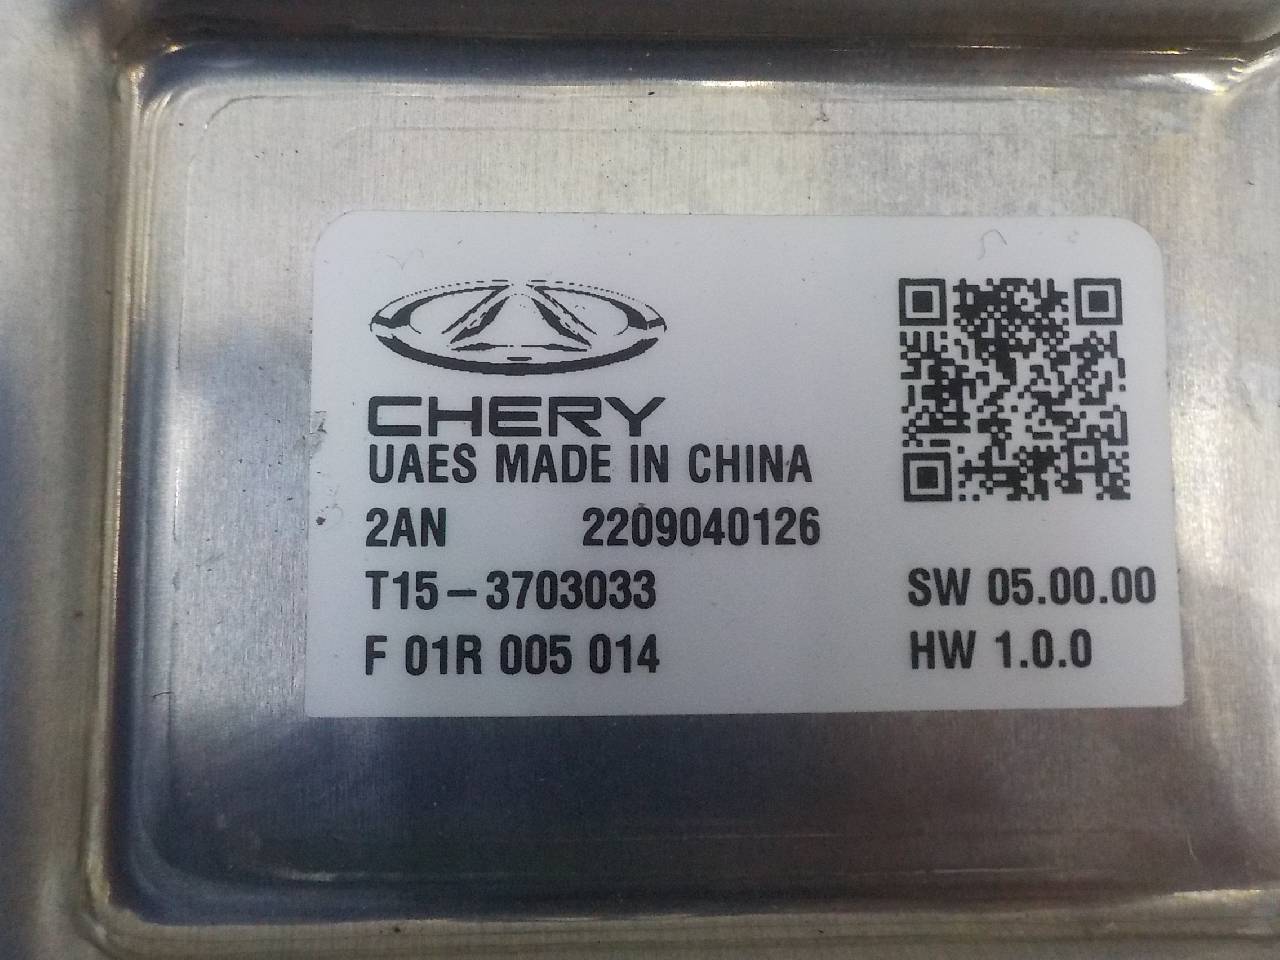 CHERY
UAES MADE IN CHINA
2AN 2209040126
T15-3703033 SW 05.00.00
F 01R 005 014 HW 1.0.0